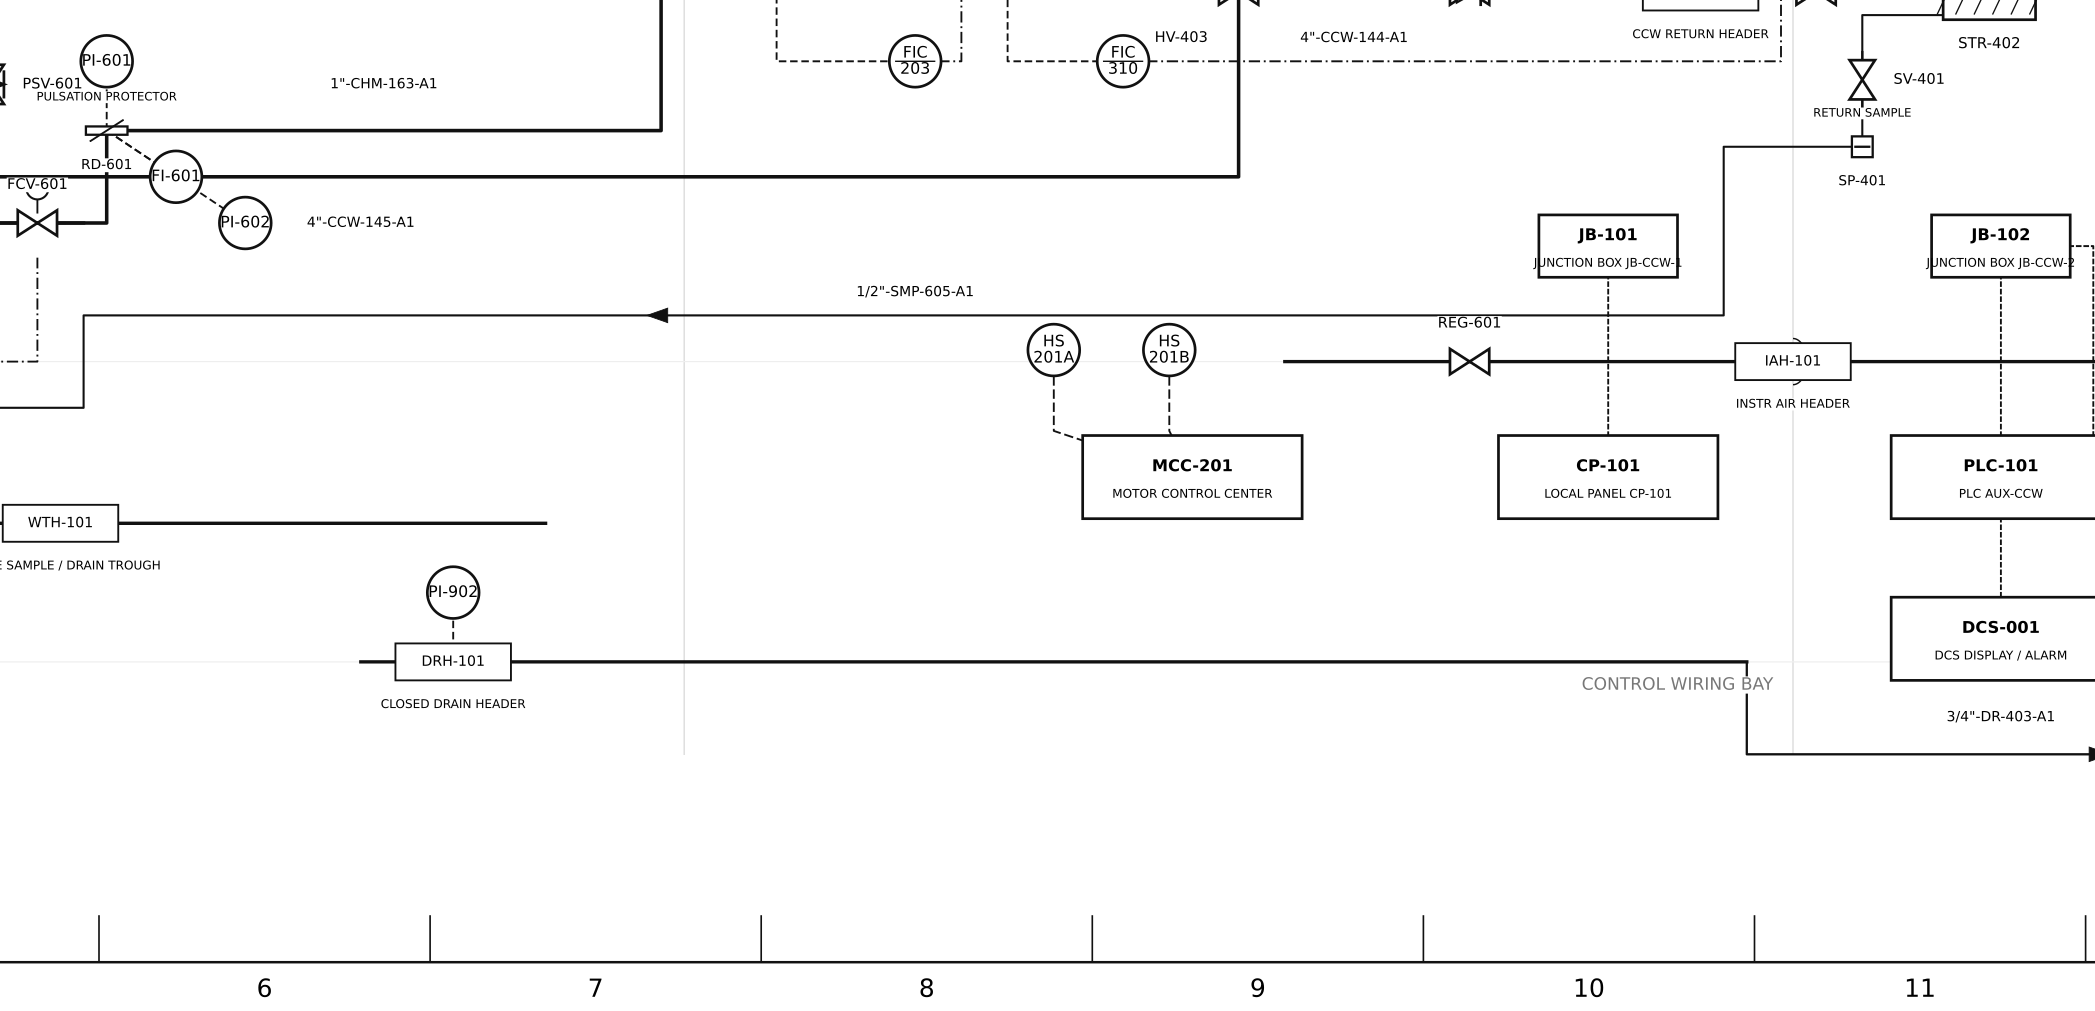 FIC
203
FIC
310
HV-403
4"-CCW-144-A1
CCW RETURN HEADER
STR-402
PI-601
PSV-601
PULSATION PROTECTOR
1"-CHM-163-A1
SV-401
RETURN SAMPLE
RD-601
FI-601
FCV-601
PI-602
4"-CCW-145-A1
SP-401
JB-101
JUNCTION BOX JB-CCW-1
JB-102
JUNCTION BOX JB-CCW-2
1/2"-SMP-605-A1
REG-601
HS
201A
HS
201B
IAH-101
INSTR AIR HEADER
MCC-201
MOTOR CONTROL CENTER
CP-101
LOCAL PANEL CP-101
PLC-101
PLC AUX-CCW
WTH-101
SAMPLE / DRAIN TROUGH
PI-902
DRH-101
CLOSED DRAIN HEADER
DCS-001
DCS DISPLAY / ALARM
CONTROL WIRING BAY
3/4"-DR-403-A1
6
7
8
9
10
11